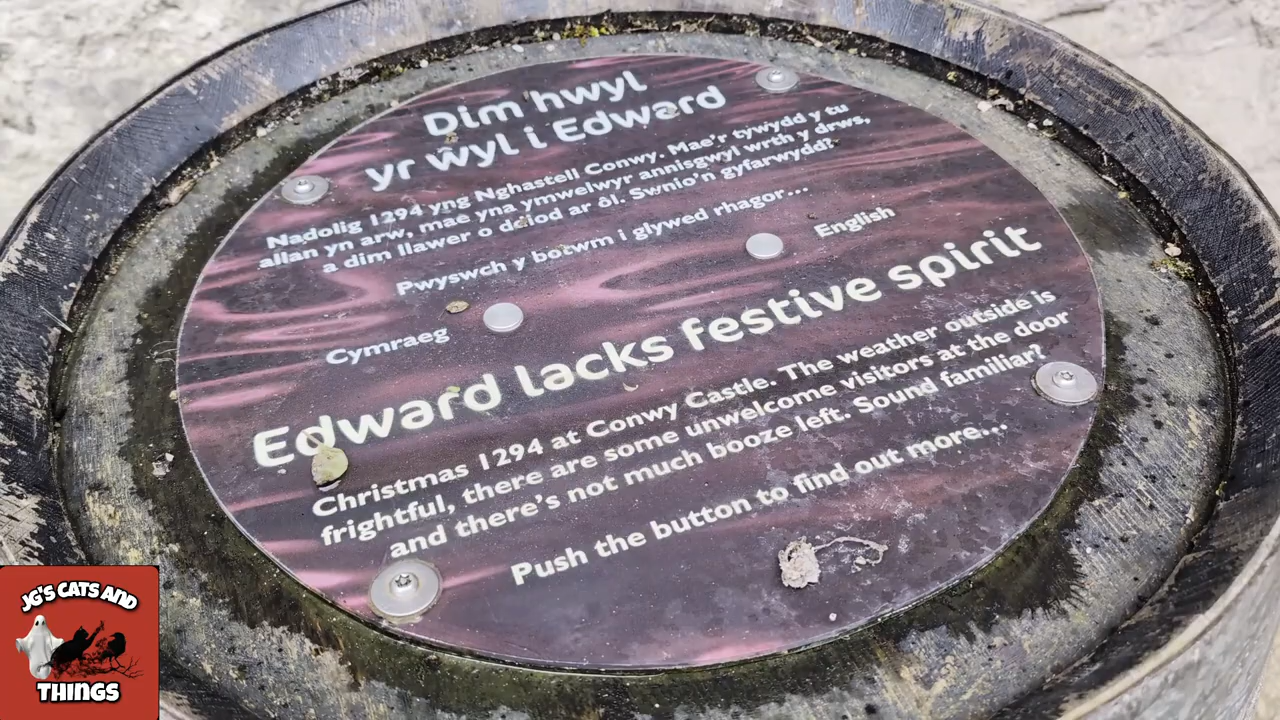 Dim hwyl
yr ŵyl i Edward
Nadolig 1294 yng Nghastell Conwy. Mae'r tywydd y tu
allan yn arw, mae yna ymwelwyr annisgwyl wrth y drws,
a dim llawer o ddiod ar ôl. Swnio'n gyfarwydd?
Pwyswch y botwm i glywed rhagor...
English
Cymraeg
Edward lacks festive spirit
Christmas 1294 at Conwy Castle. The weather outside is
frightful, there are some unwelcome visitors at the door
and there's not much booze left. Sound familiar?
Push the button to find out more...
JG'S CATS AND
THINGS